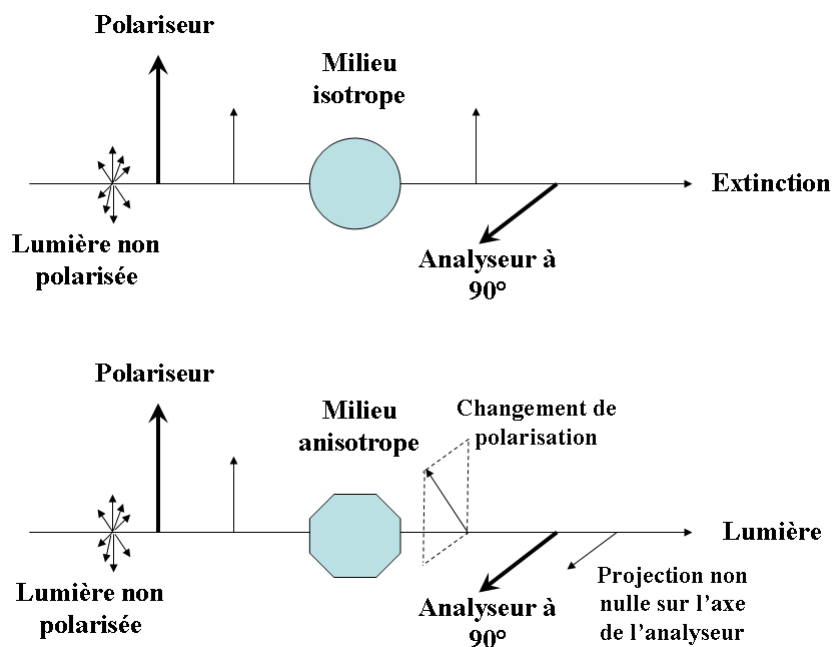 Polariseur
Milieu
isotrope
Extinction
Lumière non
polarisée
Analyseur à
90°
Polariseur
Milieu
anisotrope
Changement de
polarisation
Lumière
Lumière non
polarisée
Analyseur à
90°
Projection non
nulle sur l’axe
de l’analyseur